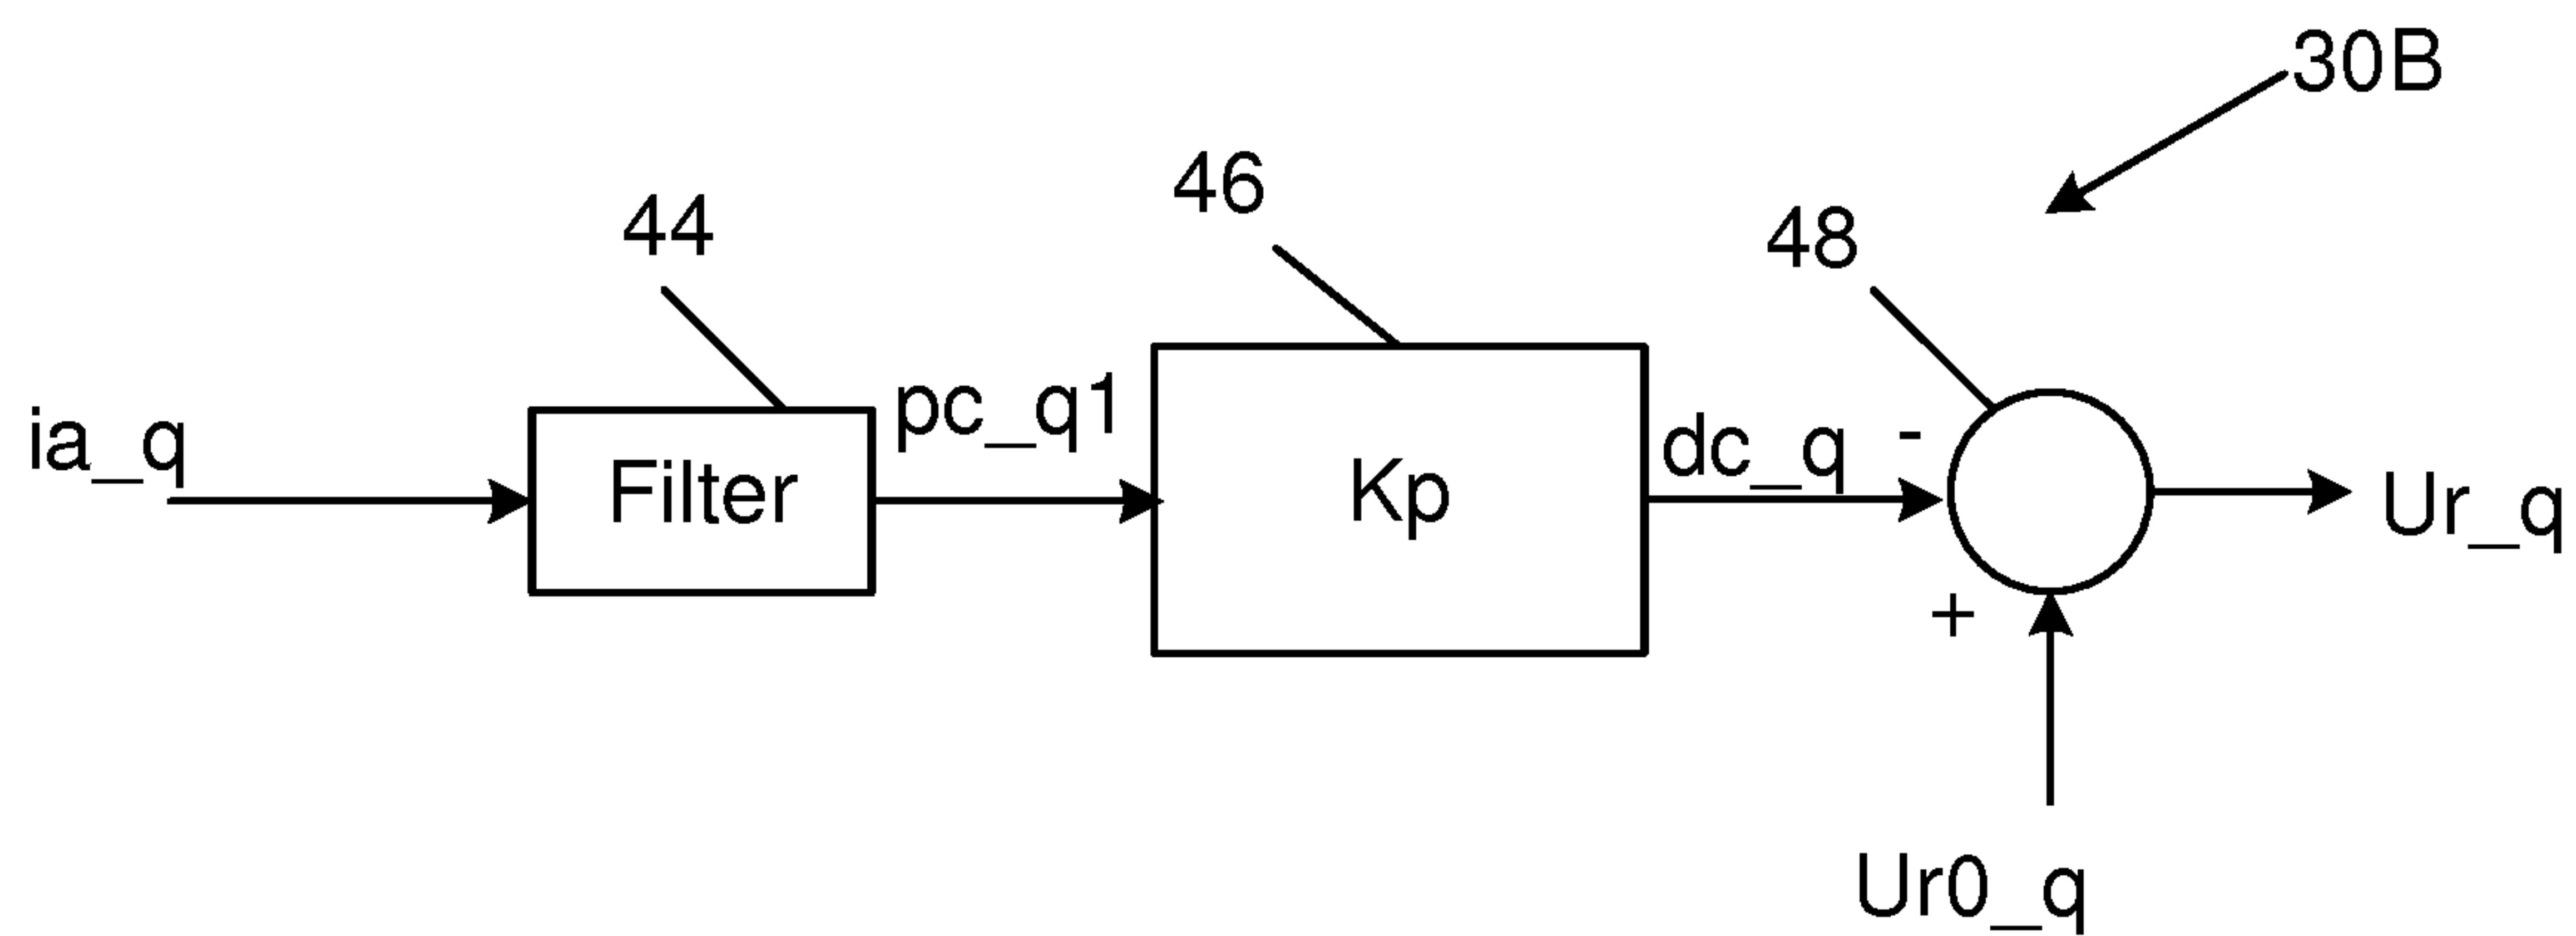 30B
46
44
48
pc_q1
ia_q
dc_q
-
Filter
Kp
Ur_q
+
Ur0_q